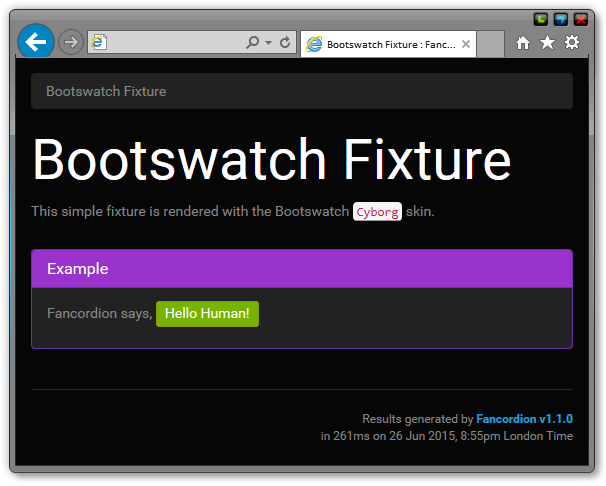 Bootswatch Fixture : Fanc...
Bootswatch Fixture
Bootswatch Fixture
This simple fixture is rendered with the Bootswatch Cyborg skin.
Example
Fancordion says, Hello Human!
Results generated by Fancordion v1.1.0
in 261ms on 26 Jun 2015, 8:55pm London Time